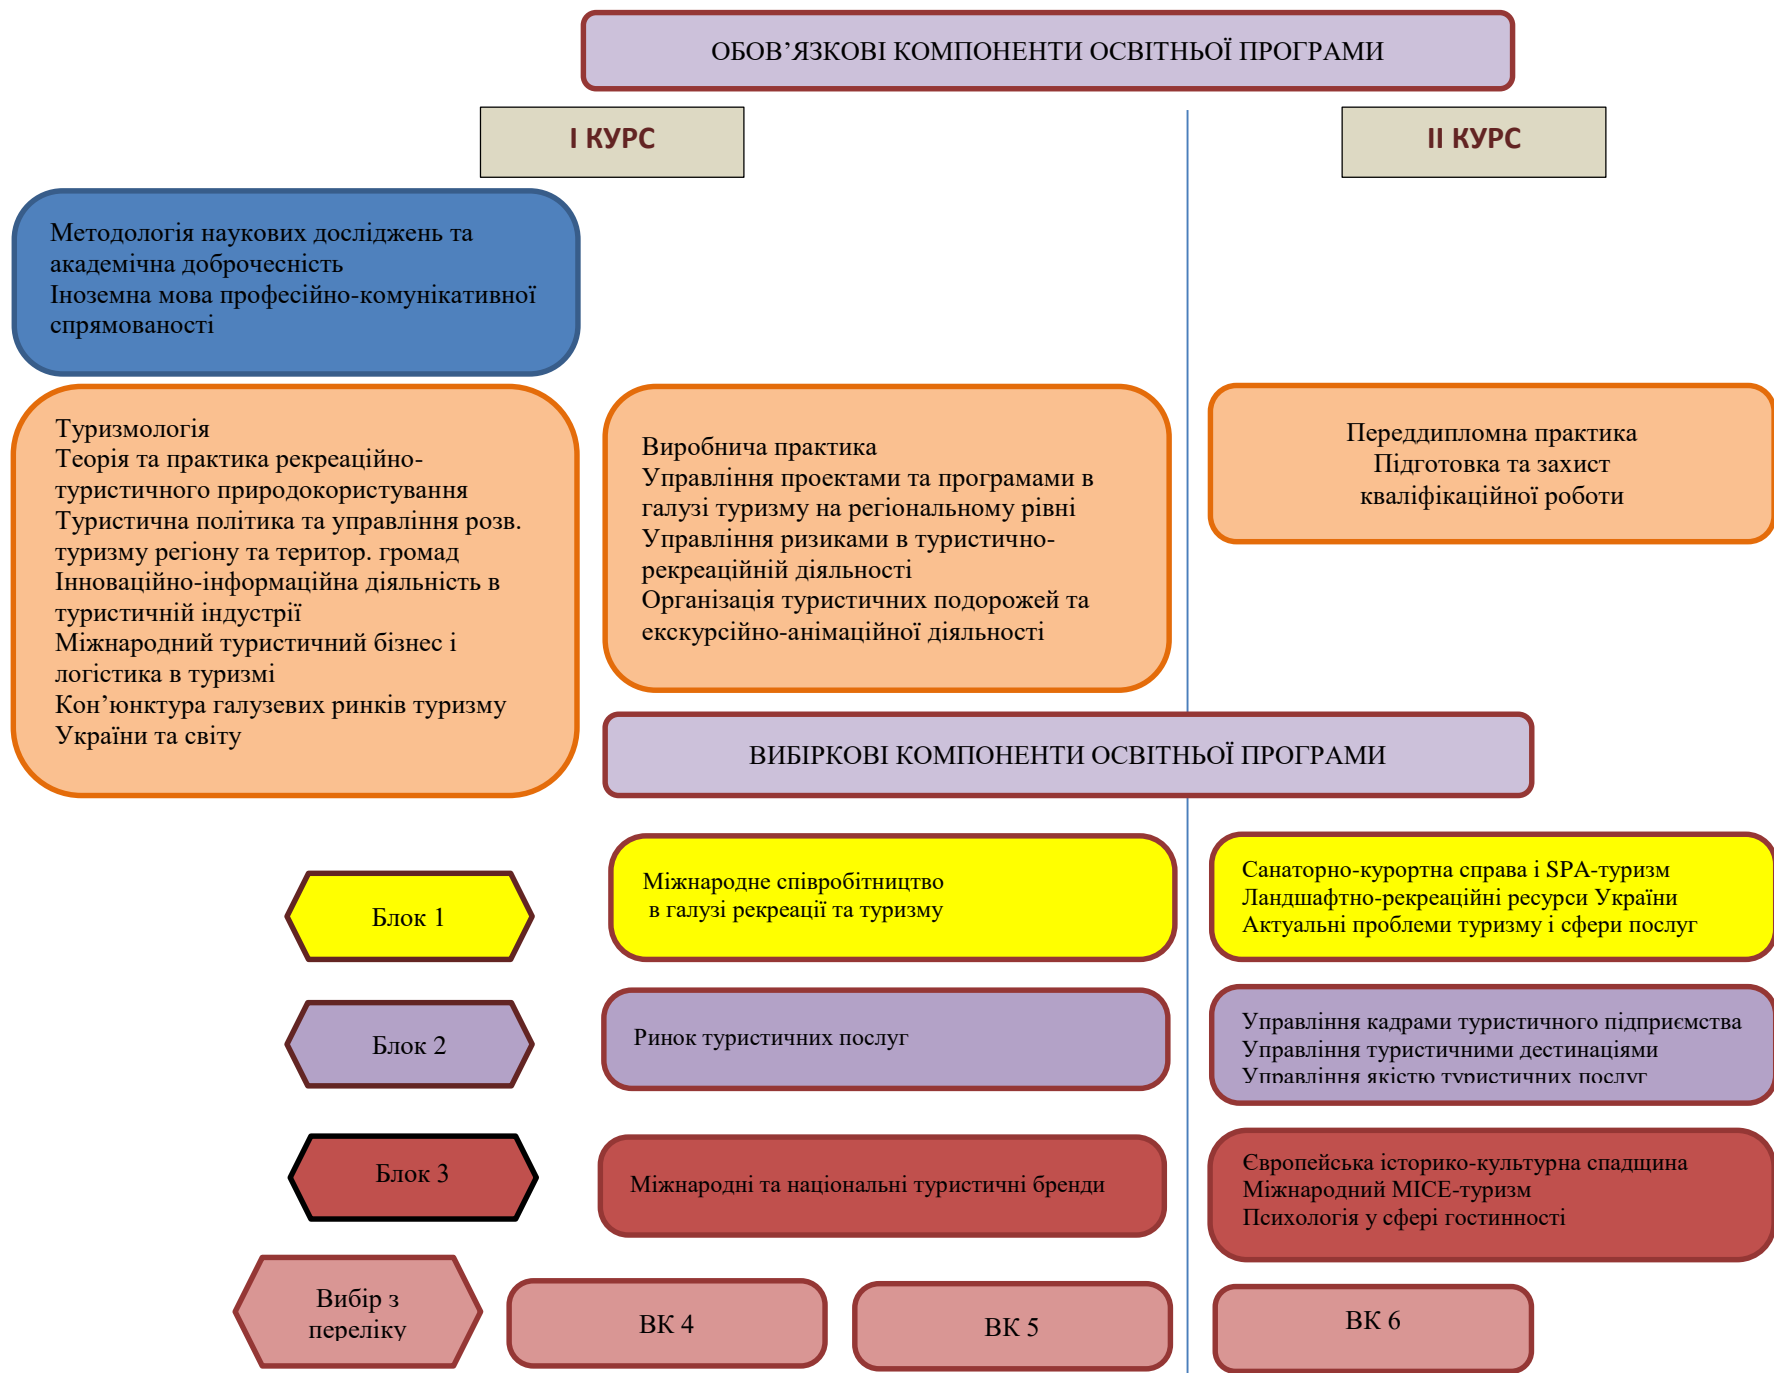 ОБОВ’ЯЗКОВІ КОМПОНЕНТИ ОСВІТНЬОЇ ПРОГРАМИ
І КУРС
ІІ КУРС
Методологія наукових досліджень та
академічна доброчесність
Іноземна мова професійно-комунікативної
спрямованості
Туризмологія
Теорія та практика рекреаційно-
туристичного природокористування
Туристична політика та управління розв.
туризму регіону та територ. громад
Інноваційно-інформаційна діяльність в
туристичній індустрії
Міжнародний туристичний бізнес і
логістика в туризмі
Кон’юнктура галузевих ринків туризму
України та світу
Виробнича практика
Управління проектами та програмами в
галузі туризму на регіональному рівні
Управління ризиками в туристично-
рекреаційній діяльності
Організація туристичних подорожей та
екскурсійно-анімаційної діяльності
Переддипломна практика
Підготовка та захист
кваліфікаційної роботи
ВИБІРКОВІ КОМПОНЕНТИ ОСВІТНЬОЇ ПРОГРАМИ
Блок 1
Міжнародне співробітництво
в галузі рекреації та туризму
Санаторно-курортна справа і SPA-туризм
Ландшафтно-рекреаційні ресурси України
Актуальні проблеми туризму і сфери послуг
Блок 2
Ринок туристичних послуг
Управління кадрами туристичного підприємства
Управління туристичними дестинаціями
Управління якістю туристичних послуг
Блок 3
Міжнародні та національні туристичні бренди
Європейська історико-культурна спадщина
Міжнародний МІСЕ-туризм
Психологія у сфері гостинності
Вибір з
переліку
ВК 4
ВК 5
ВК 6